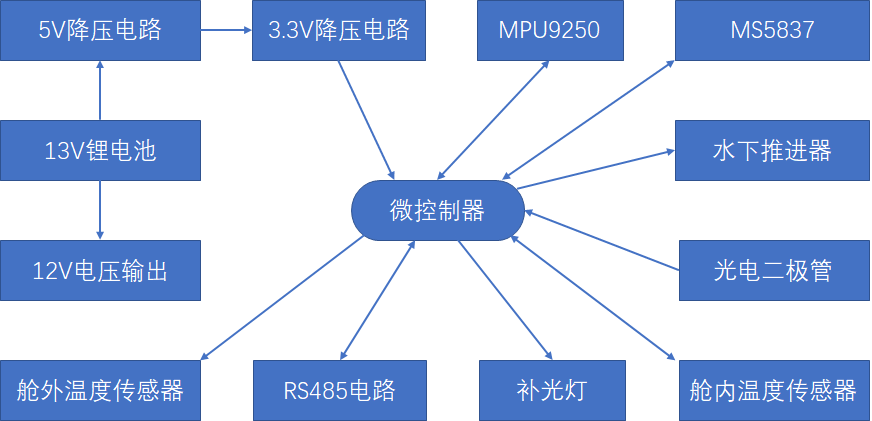 5V降压电路
3.3V降压电路
MPU9250
MS5837
13V锂电池
水下推进器
微控制器
12V电压输出
光电二极管
舱外温度传感器
RS485电路
补光灯
舱内温度传感器